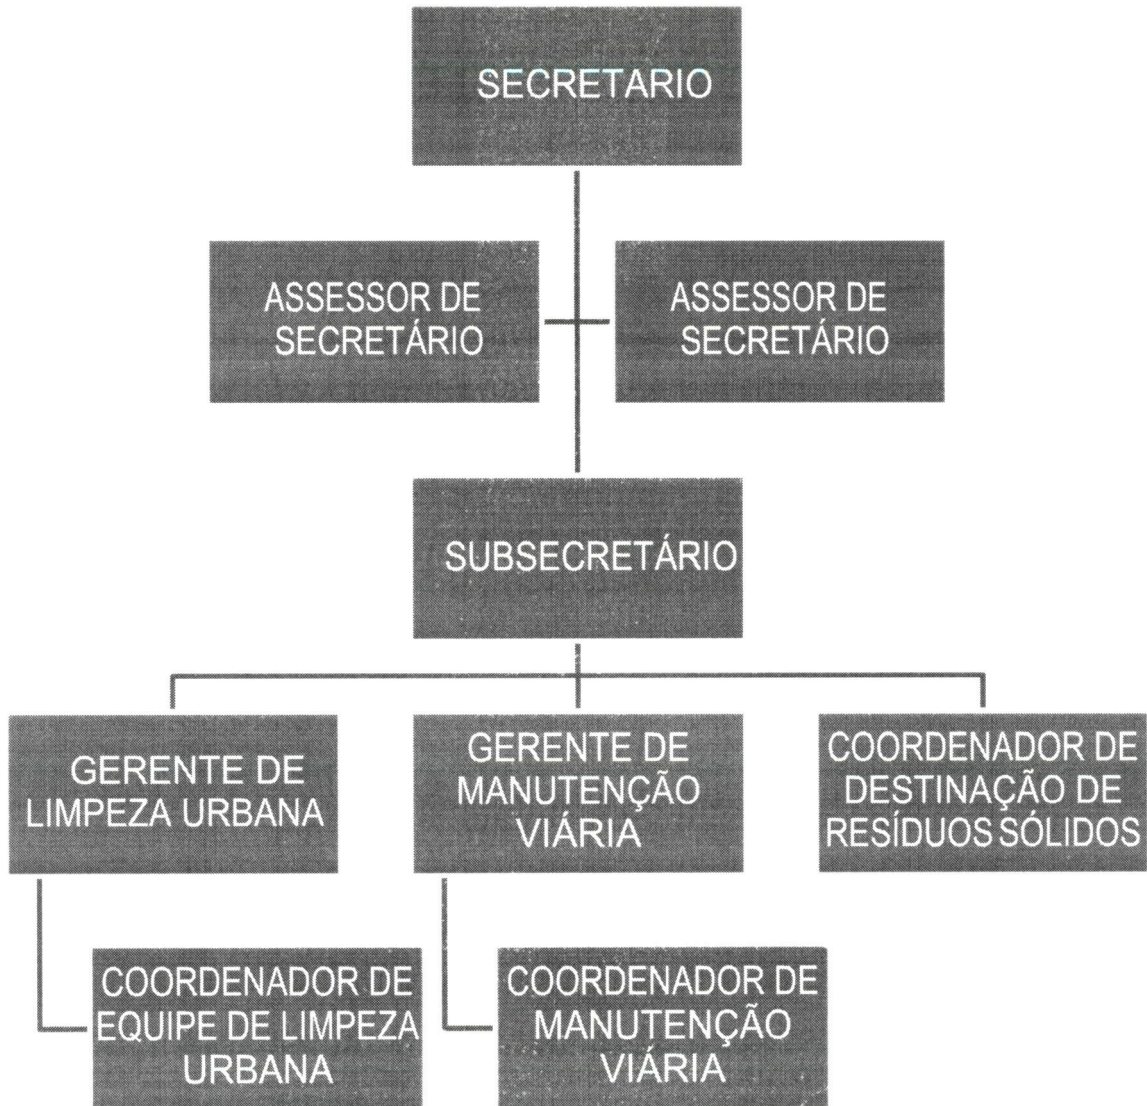 SECRETARIO
ASSESSOR DE
SECRETÁRIO
ASSESSOR DE
SECRETÁRIO
SUBSECRETÁRIO
GERENTE DE
LIMPEZA URBANA
GERENTE DE
MANUTENÇÃO
VIÁRIA
COORDENADOR DE
DESTINAÇÃO DE
RESÍDUOS SÓLIDOS
COORDENADOR DE
EQUIPE DE LIMPEZA
URBANA
COORDENADOR DE
MANUTENÇÃO
VIÁRIA